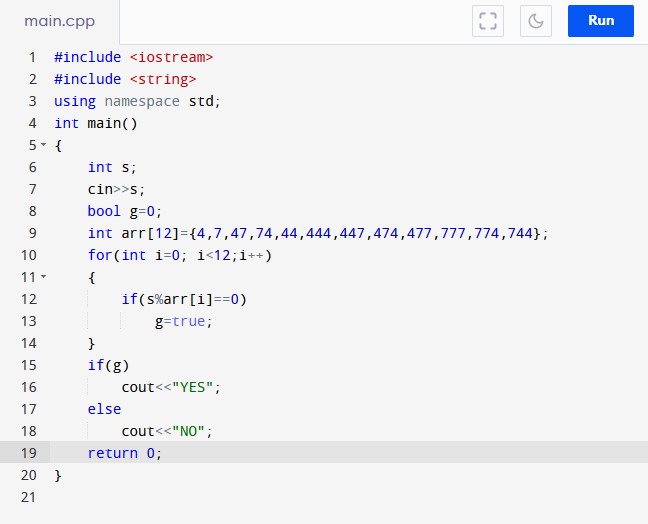 main.cpp
Run
1 #include <iostream>
2 #include <string>
3 using namespace std;
4 int main()
5 {
6     int s;
7     cin>>s;
8     bool g=0;
9     int arr[12]={4,7,47,74,44,444,447,474,477,777,774,744};
10     for(int i=0; i<12;i++)
11     {
12         if(s%arr[i]==0)
13             g=true;
14     }
15     if(g)
16         cout<<"YES";
17     else
18         cout<<"NO";
19     return 0;
20 }
21